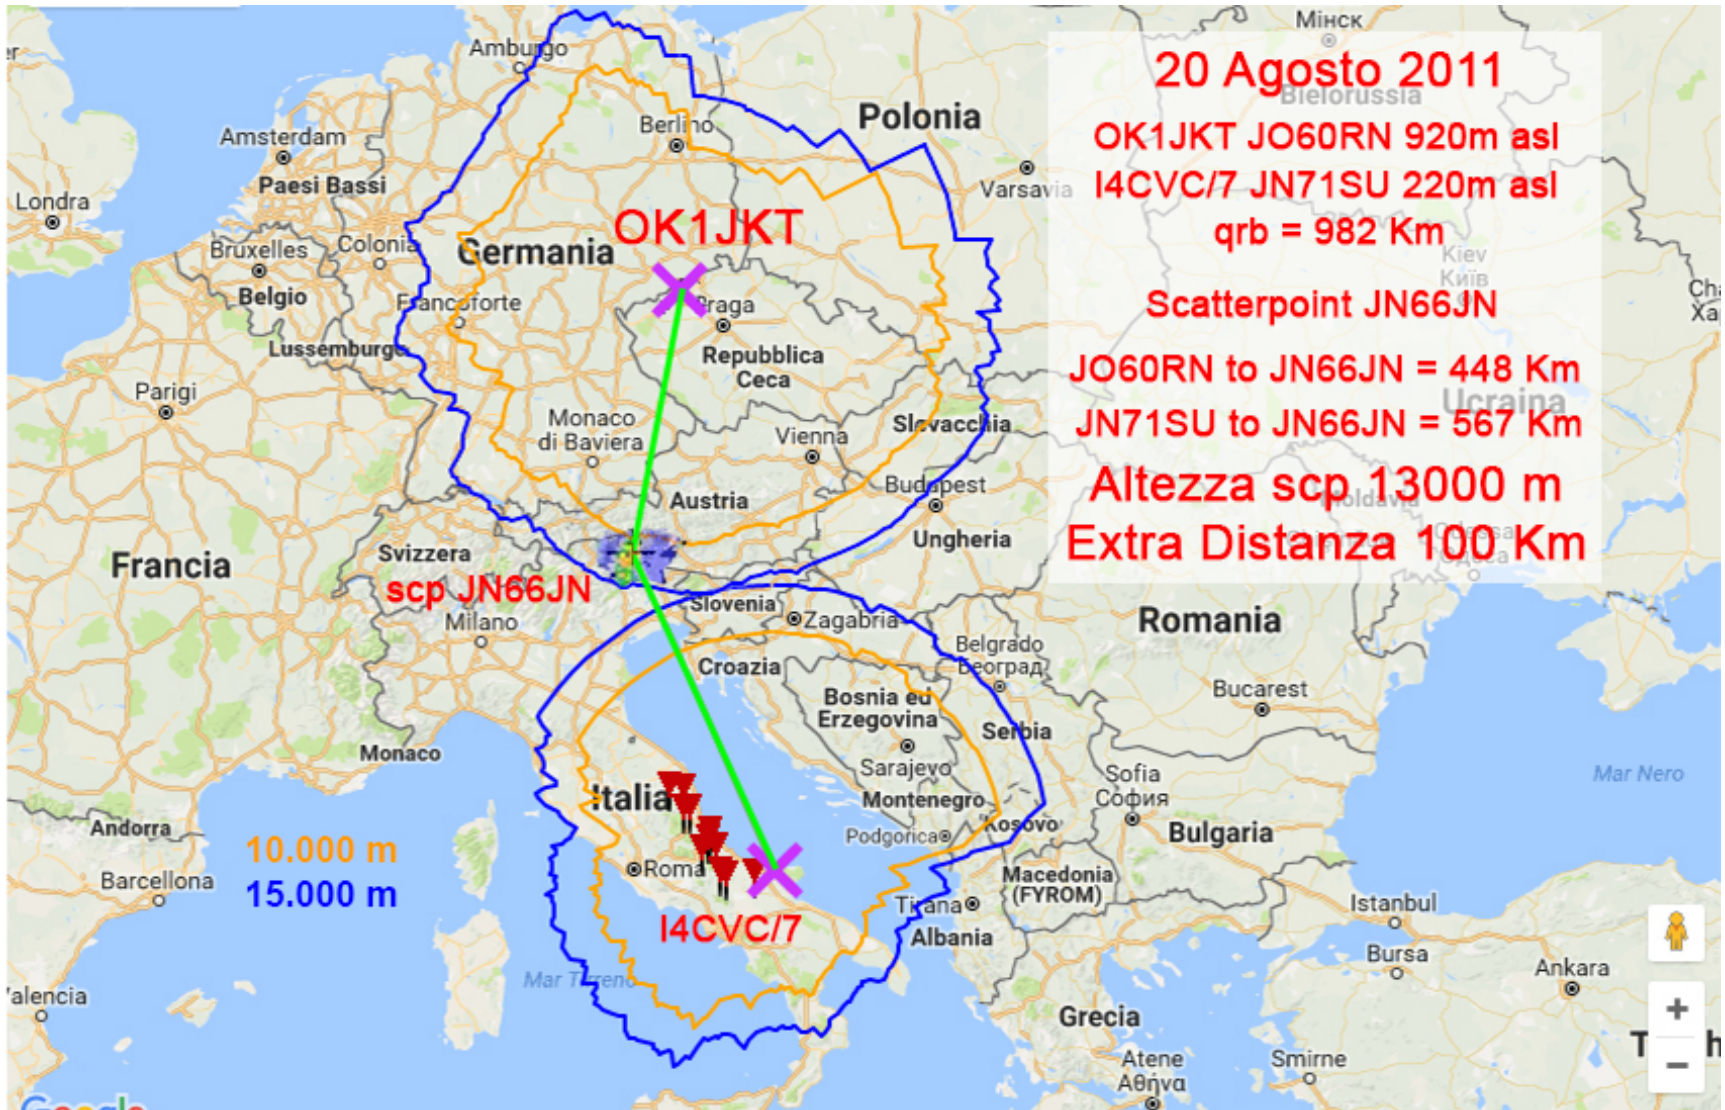 20 Agosto 2011
Bielorussia
OK1JKT JO60RN 920m asl
I4CVC/7 JN71SU 220m asl
qrb = 982 Km
Scatterpoint JN66JN
JO60RN to JN66JN = 448 Km
JN71SU to JN66JN = 567 Km
Altezza scp 13000 m
Extra Distanza 100 Km
Мінск
Amburgo
Polonia
Berlino
Amsterdam
Varsavia
Paesi Bassi
Londra
OK1JKT
Bruxelles
Colonia
Germania
Kiev
Київ
Belgio
Francoforte
Praga
Lussemburgo
Repubblica
Ceca
Parigi
Ucraina
Monaco
di Baviera
Vienna
Slovacchia
Budapest
Austria
Moldavia
Odessa
Одеса
Svizzera
Ungheria
Francia
scp JN66JN
Slovenia
Milano
Zagabria
Romania
Belgrado
Београд
Croazia
Bosnia ed
Erzegovina
Bucarest
Serbia
Monaco
Sarajevo
Sofia
София
Mar Nero
Italia
Montenegro
Kosovo
Andorra
Podgorica
Bulgaria
10.000 m
Roma
Barcellona
15.000 m
Macedonia
(FYROM)
Tirana
Istanbul
I4CVC/7
Albania
Bursa
Ankara
Mar Tirreno
Valencia
Grecia
Atene
Αθήνα
Smirne
Google